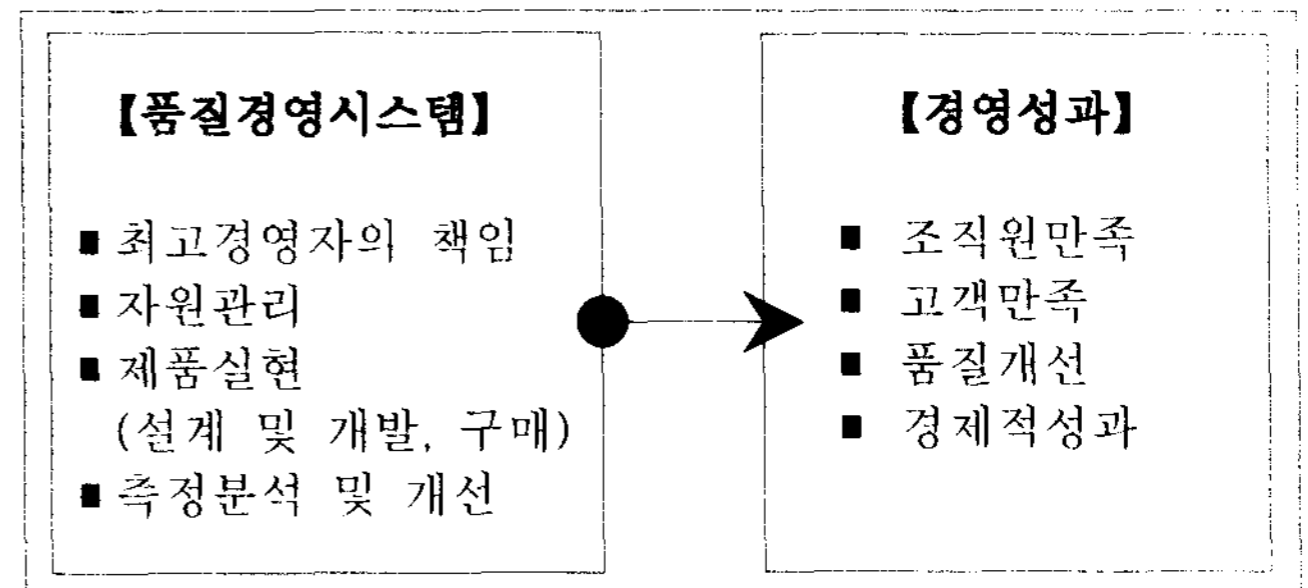 【품질경영시스템】
■ 최고경영자의 책임
■ 자원관리
■ 제품실현
(설계 및 개발, 구매)
■ 측정분석 및 개선
【경영성과】
■ 조직원만족
■ 고객만족
■ 품질개선
■ 경제적성과